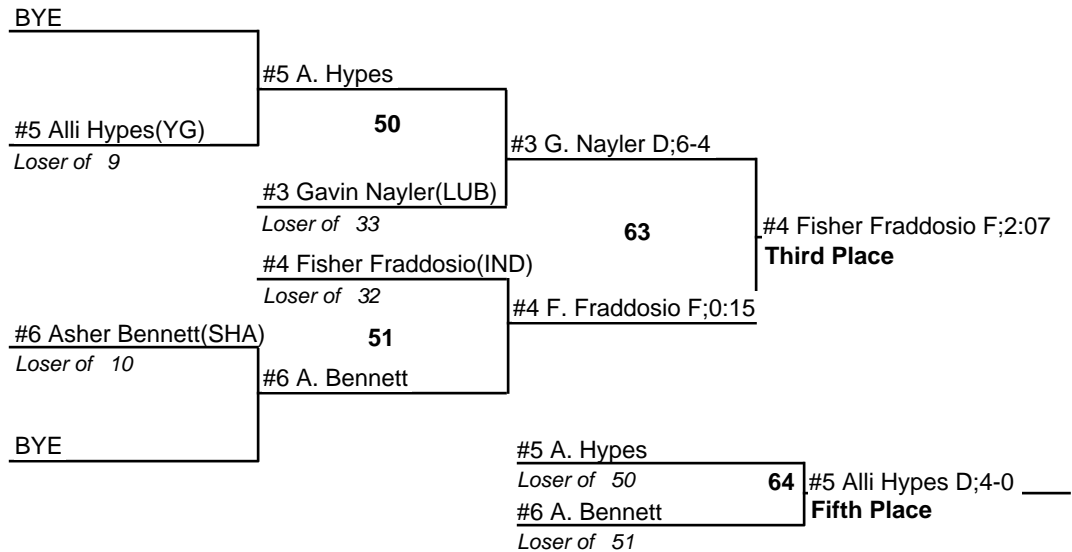 BYE
#5 A. Hypes
#5 Alli Hypes(YG)
Loser of 9
50
#3 G. Nayler D;6-4
#3 Gavin Nayler(LUB)
Loser of 33
63
#4 Fisher Fraddosio F;2:07
Third Place
#4 Fisher Fraddosio(IND)
Loser of 32
#4 F. Fraddosio F;0:15
#6 Asher Bennett(SHA)
Loser of 10
51
#6 A. Bennett
BYE
#5 A. Hypes
Loser of 50
64
#5 Alli Hypes D;4-0
Fifth Place
#6 A. Bennett
Loser of 51